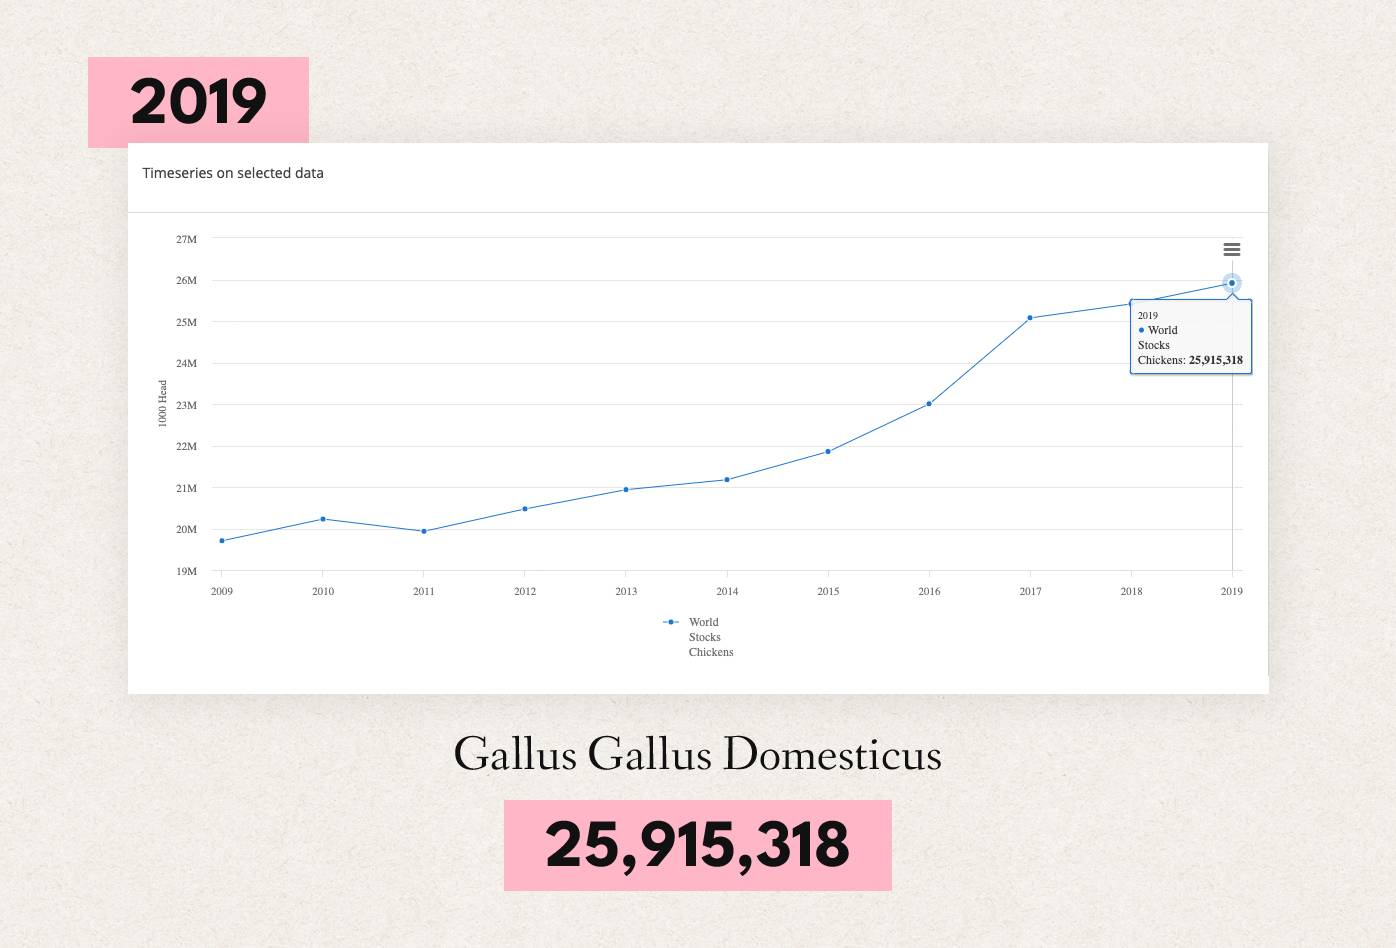 2019
Timeseries on selected data
27M
26M
25M
24M
23M
22M
21M
20M
19M
1000 Head
2019
World
Stocks
Chickens: 25,915,318
2009 2010 2011 2012 2013 2014 2015 2016 2017 2018 2019
World
Stocks
Chickens
Gallus Gallus Domesticus
25,915,318